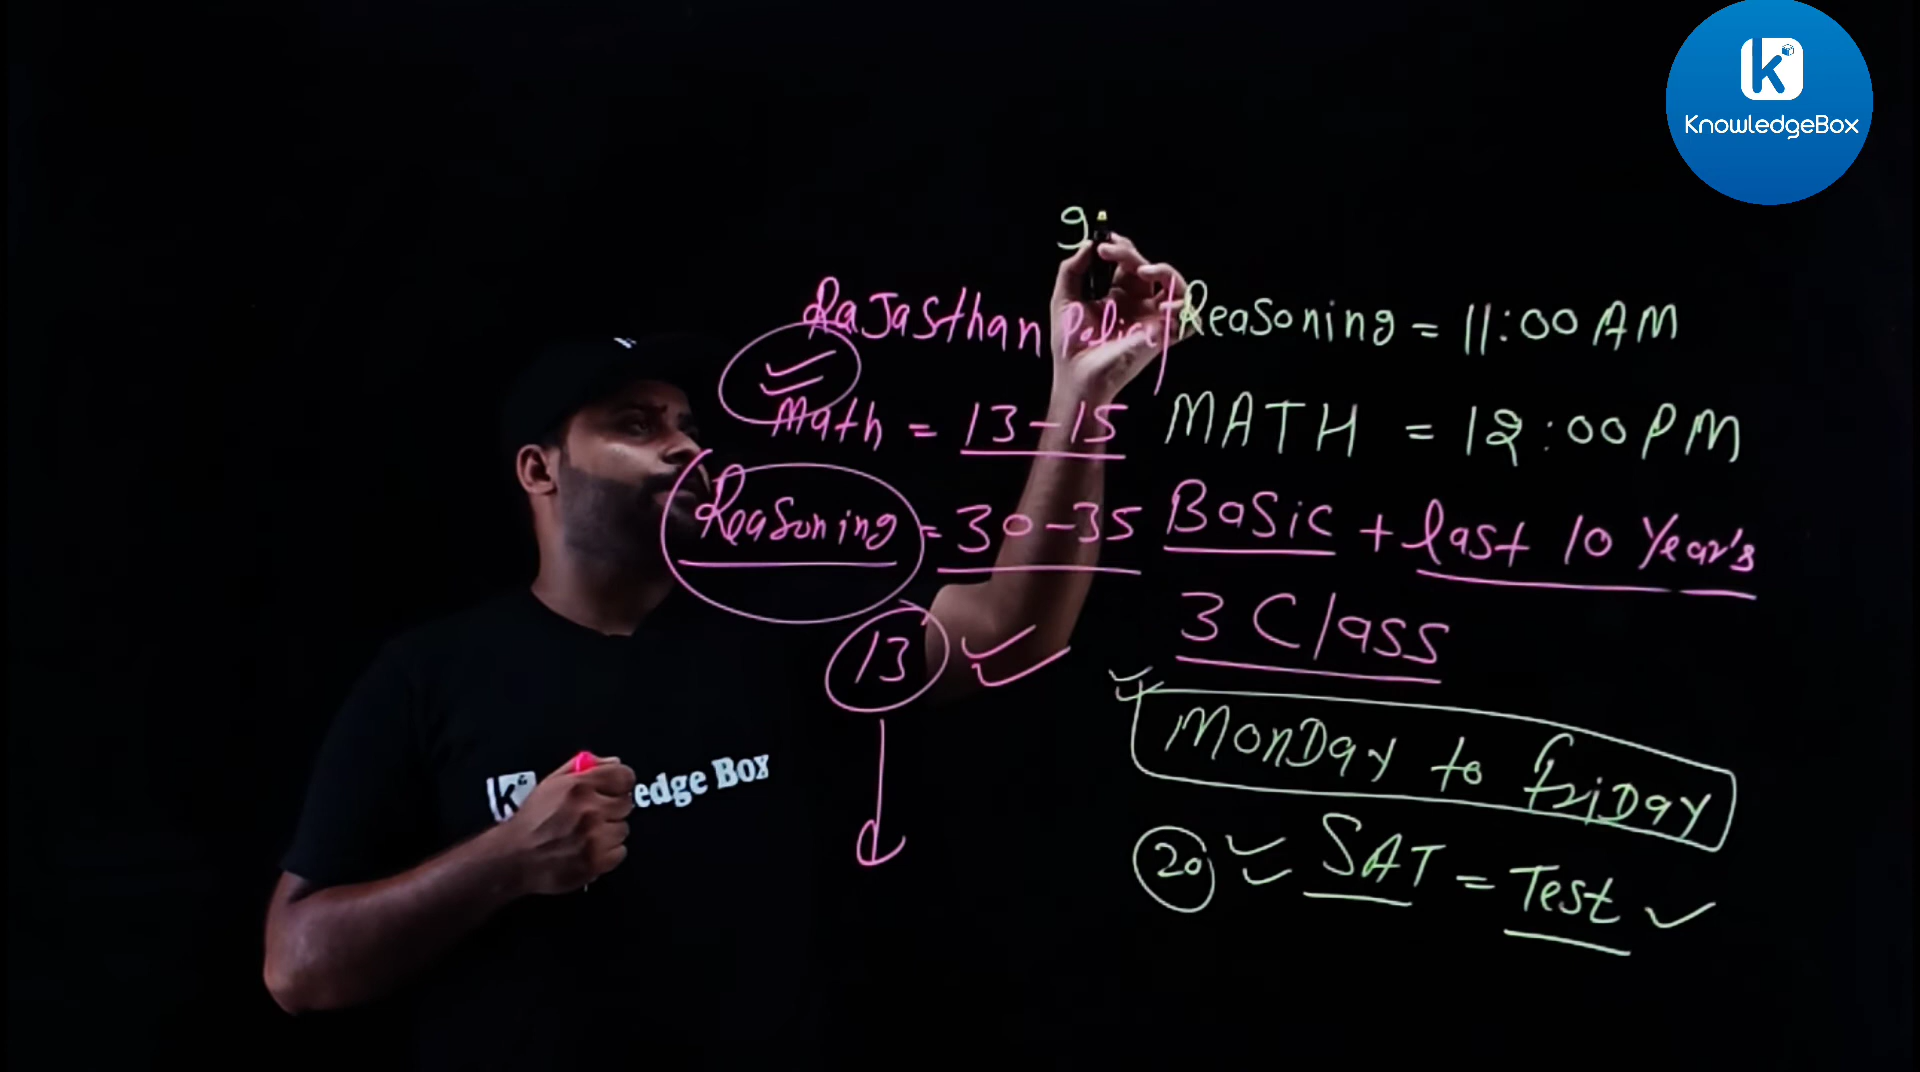 K
KnowledgeBox
9:
Rajasthan Police
Math = 13-15
Reasoning = 30-35
13
Reasoning = 11:00 AM
MATH = 12:00 PM
Basic + last 10 Year's
3 Class
Monday to friday
20 SAT = Test
K edge Box